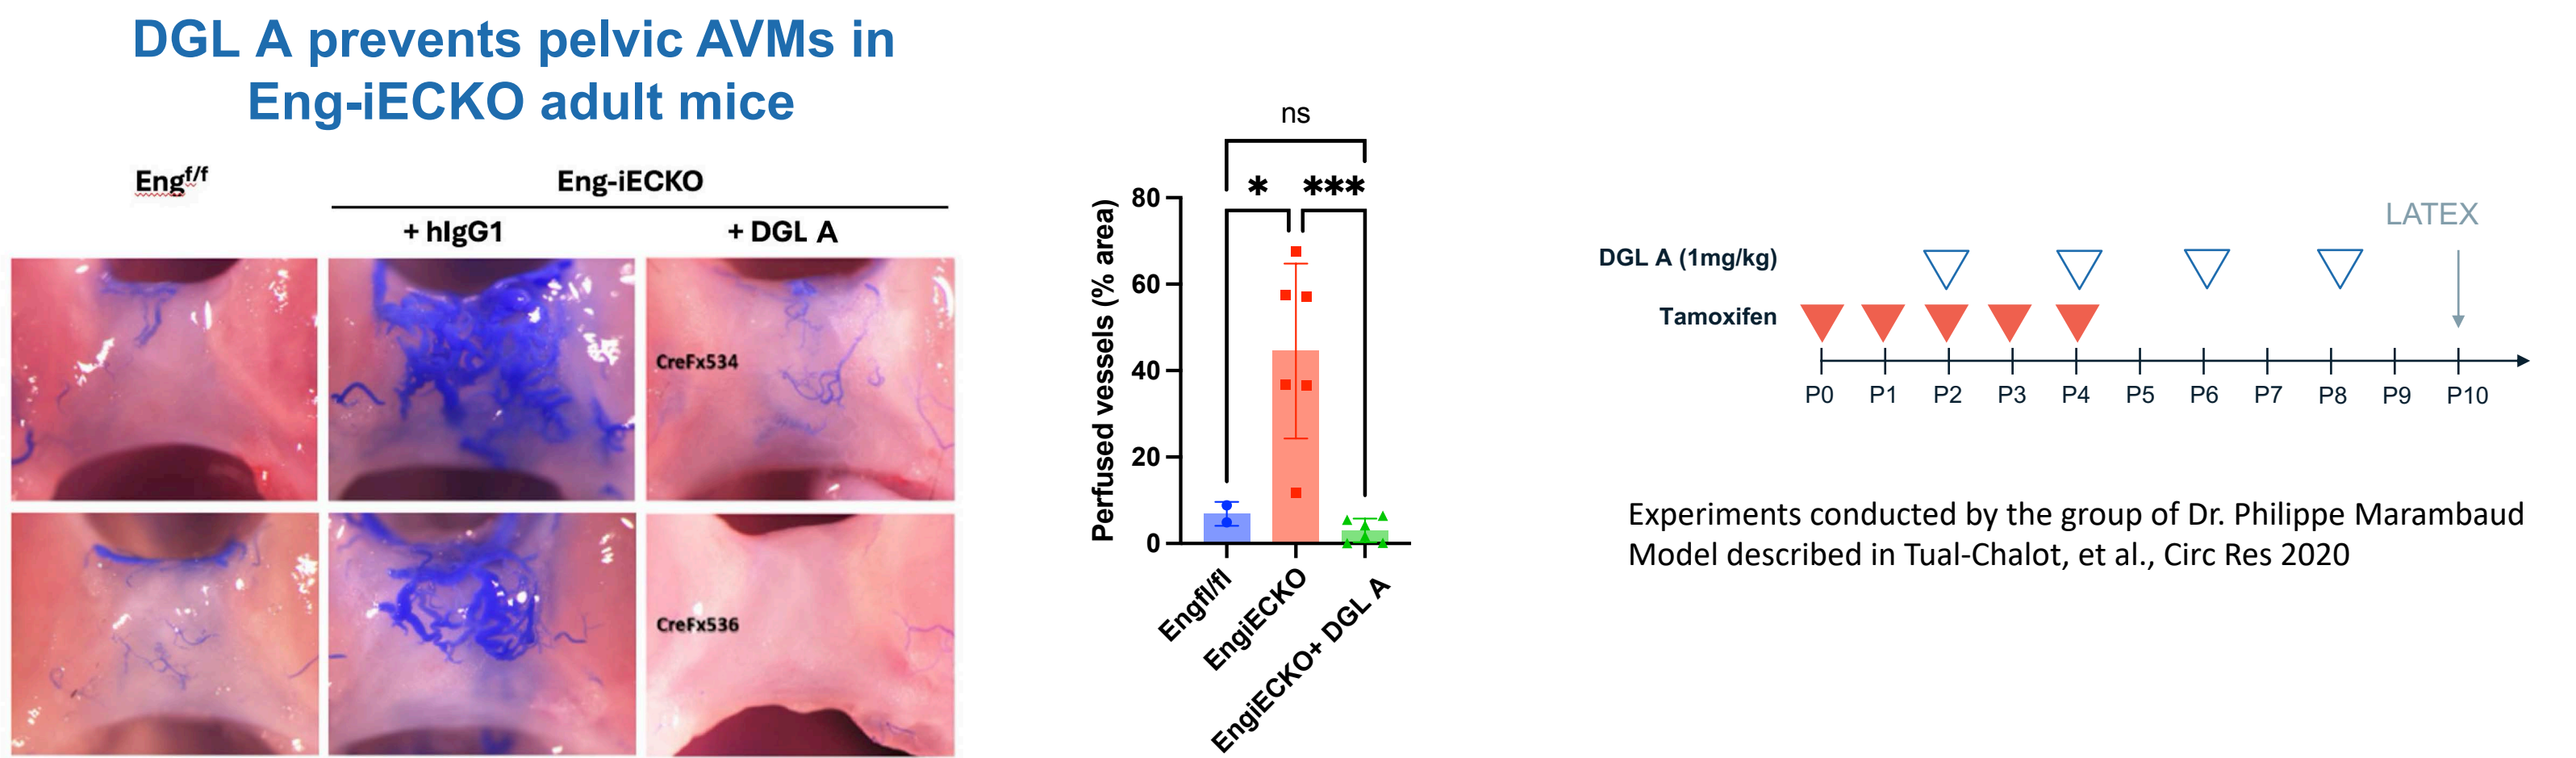 DGL A prevents pelvic AVMs in
Eng-iECKO adult mice
Engf/f
Eng-iECKO
+ hIgG1
+ DGL A
CreFx534
CreFx536
ns
*
***
Perfused vessels (% area)
80
60
40
20
0
Engfl/fl
EngiECKO
EngiECKO+ DGL A
LATEX
DGL A (1mg/kg)
Tamoxifen
P0 P1 P2 P3 P4 P5 P6 P7 P8 P9 P10
Experiments conducted by the group of Dr. Philippe Marambaud
Model described in Tual-Chalot, et al., Circ Res 2020